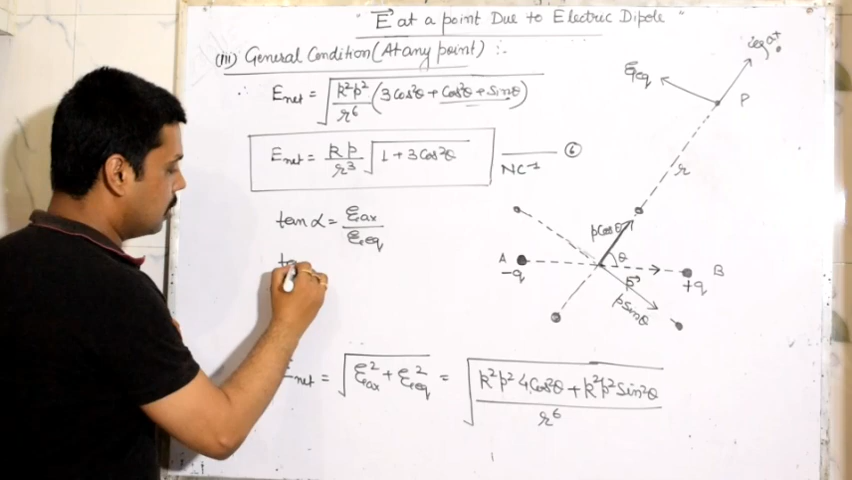 "E⃗ at a point Due to Electric Dipole"
(iii) General Condition (At any point) :-
∴ Enet = √(k²p²/r⁶ (3Cos²θ + Cos²θ + Sin²θ))
Enet = kp/r³ √(1 + 3Cos²θ) ⑥
NC⁻¹
tan α = Eax/Eeq
ta
Enet = √(Eax² + Eeq²) = √((k²p² 4Cos²θ + k²p² Sin²θ)/r⁶)
Eeq
P
r
pCosθ
θ
A
-q
p⃗
B
+q
pSinθ